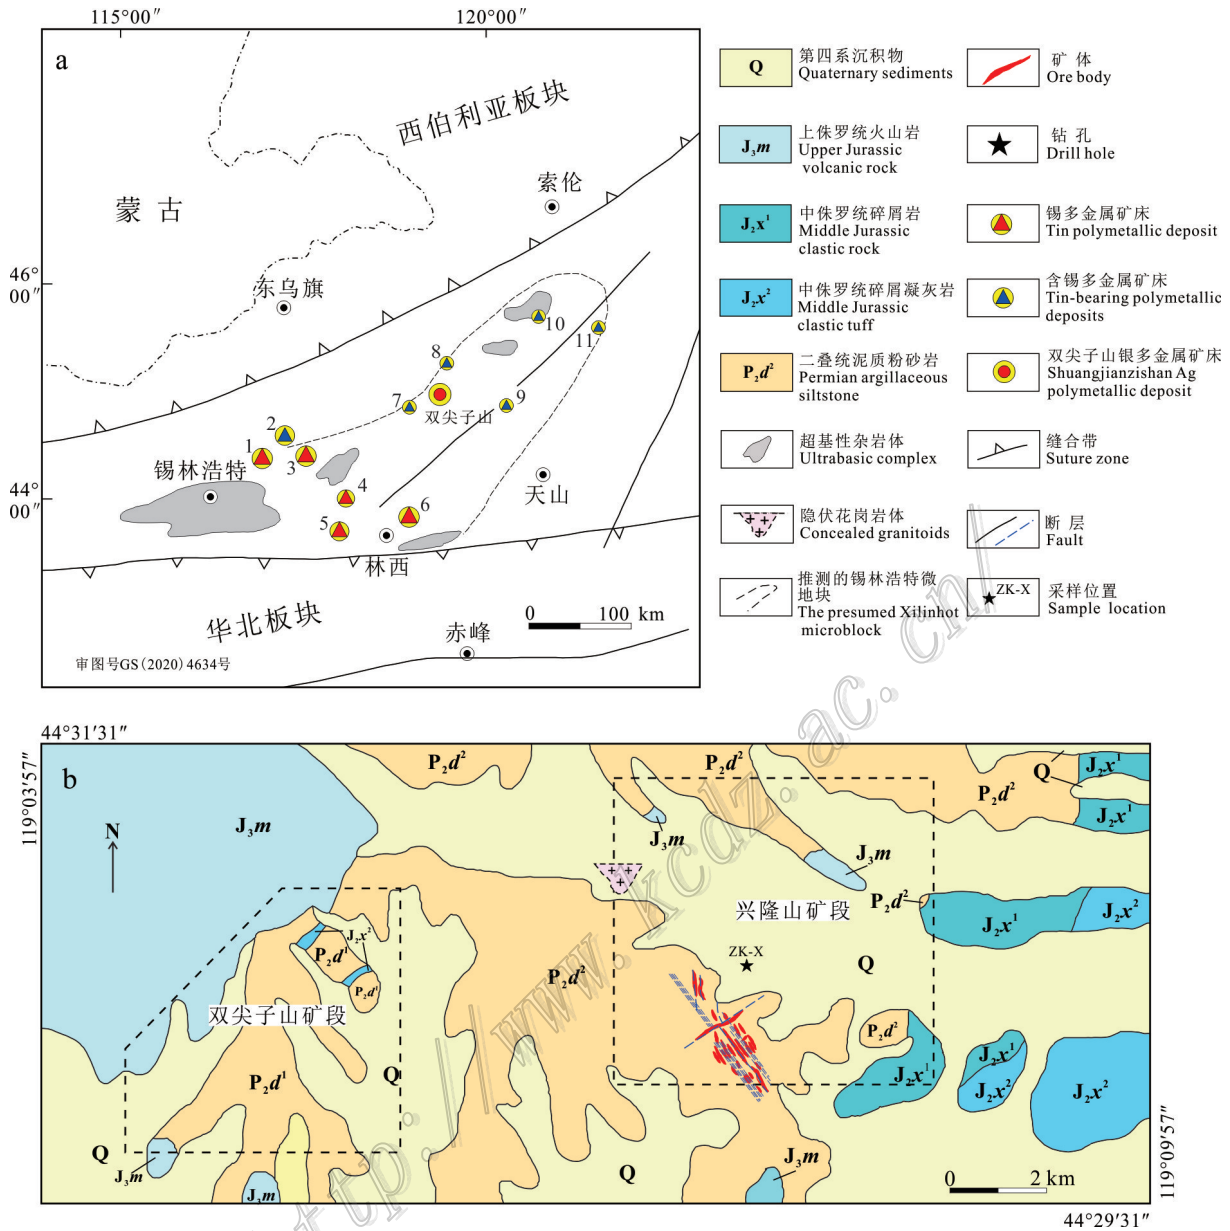 115°00″
120°00″
a
西伯利亚板块
蒙古
索伦
46°
00″
东乌旗
10
11
8
7
9
双尖子山
2
1
3
锡林浩特
4
天山
44°
00″
5
6
林西
华北板块
0 100 km
赤峰
审图号GS(2020)4634号
Q
第四系沉积物
Quaternary sediments
J₃m
上侏罗统火山岩
Upper Jurassic
volcanic rock
J₂x¹
中侏罗统碎屑岩
Middle Jurassic
clastic rock
J₂x²
中侏罗统碎屑凝灰岩
Middle Jurassic
clastic tuff
P₂d²
二叠统泥质粉砂岩
Permian argillaceous
siltstone
超基性杂岩体
Ultrabasic complex
隐伏花岗岩体
Concealed granitoids
推测的锡林浩特微
地块
The presumed Xilinhot
microblock
矿体
Ore body
钻孔
Drill hole
锡多金属矿床
Tin polymetallic deposit
含锡多金属矿床
Tin-bearing polymetallic
deposits
双尖子山银多金属矿床
Shuangjianzishan Ag
polymetallic deposit
缝合带
Suture zone
断层
Fault
ZK-X
采样位置
Sample location
44°31′31″
119°03′57″
b
P₂d²
P₂d²
Q
J₂x¹
P₂d²
J₂x¹
J₃m
N
J₃m
J₃m
P₂d²
兴隆山矿段
J₂x¹
J₂x²
J₂x²
P₂d¹
ZK-X
Q
P₂d²
P₂d¹
双尖子山矿段
P₂d²
J₂x¹
J₂x¹
Q
P₂d¹
J₂x²
J₂x²
Q
J₃m
J₃m
Q
J₃m
0 2 km
119°09′57″
44°29′31″
http://www.kcdz.ac.cn/